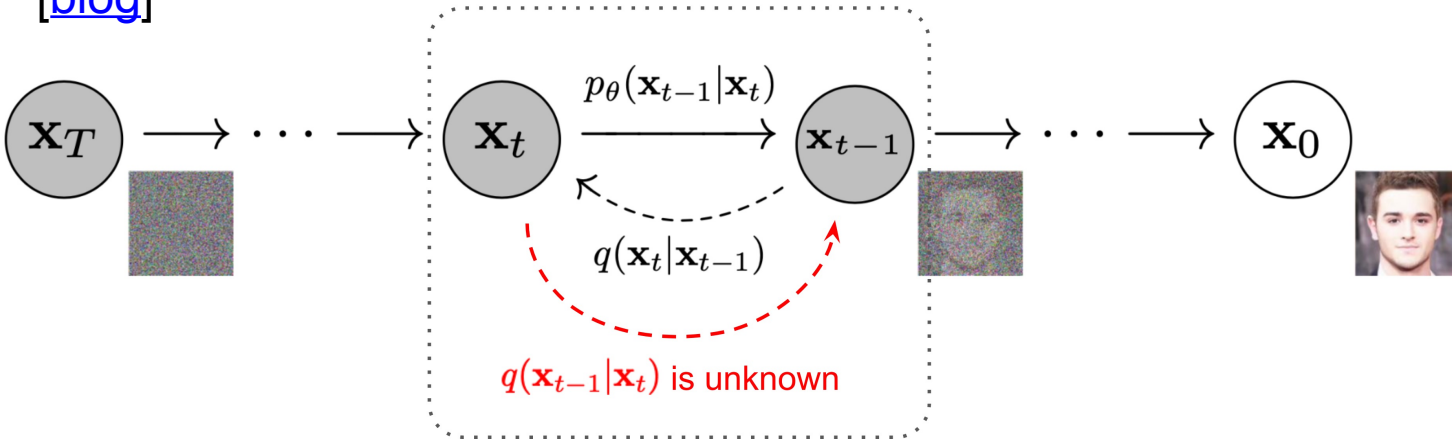 [blog]
p_θ(x_{t−1}|x_t)
x_T → ⋯ → x_t → x_{t−1} → ⋯ → x_0
q(x_t|x_{t−1})
q(x_{t−1}|x_t) is unknown